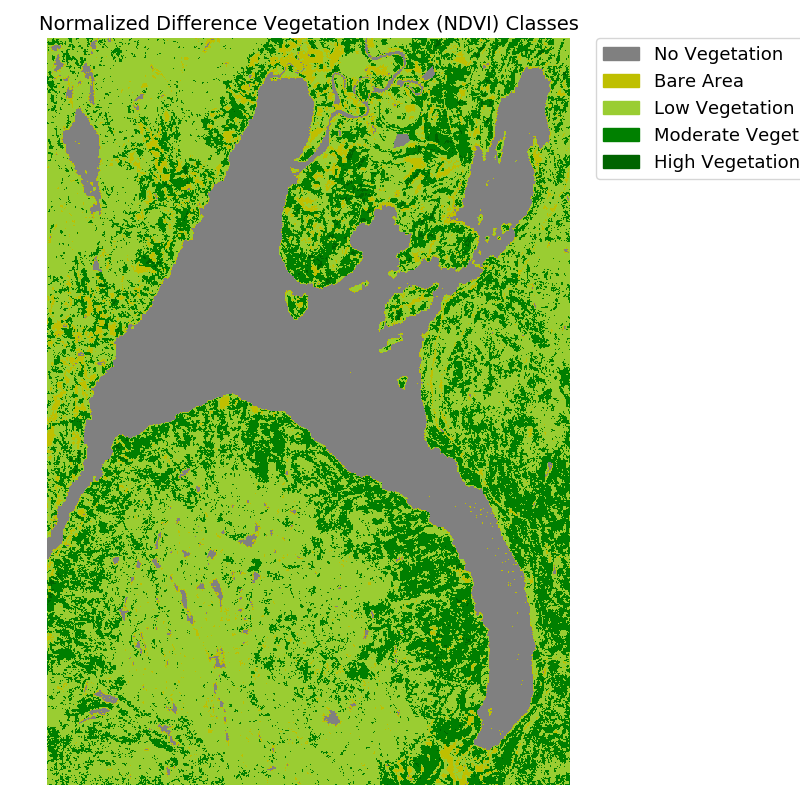 Normalized Difference Vegetation Index (NDVI) Classes
No Vegetation
Bare Area
Low Vegetation
Moderate Veget
High Vegetation